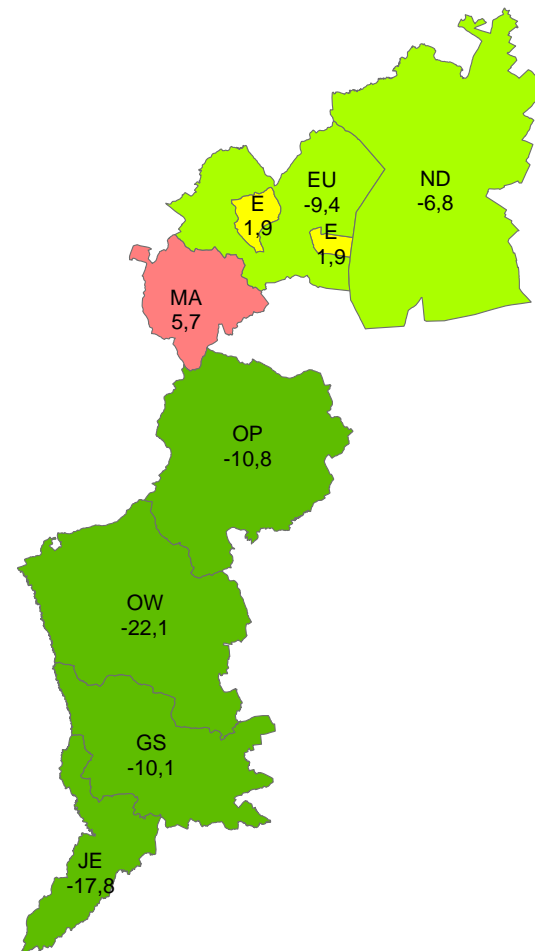 ND
-6,8
EU
-9,4
E
1,9
E
1,9
MA
5,7
OP
-10,8
OW
-22,1
GS
-10,1
JE
-17,8